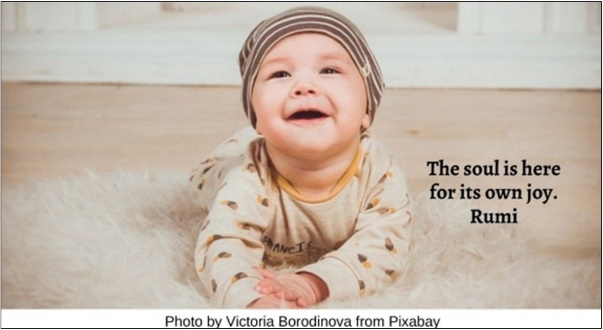 The soul is here
for its own joy.
Rumi
Photo by Victoria Borodinova from Pixabay